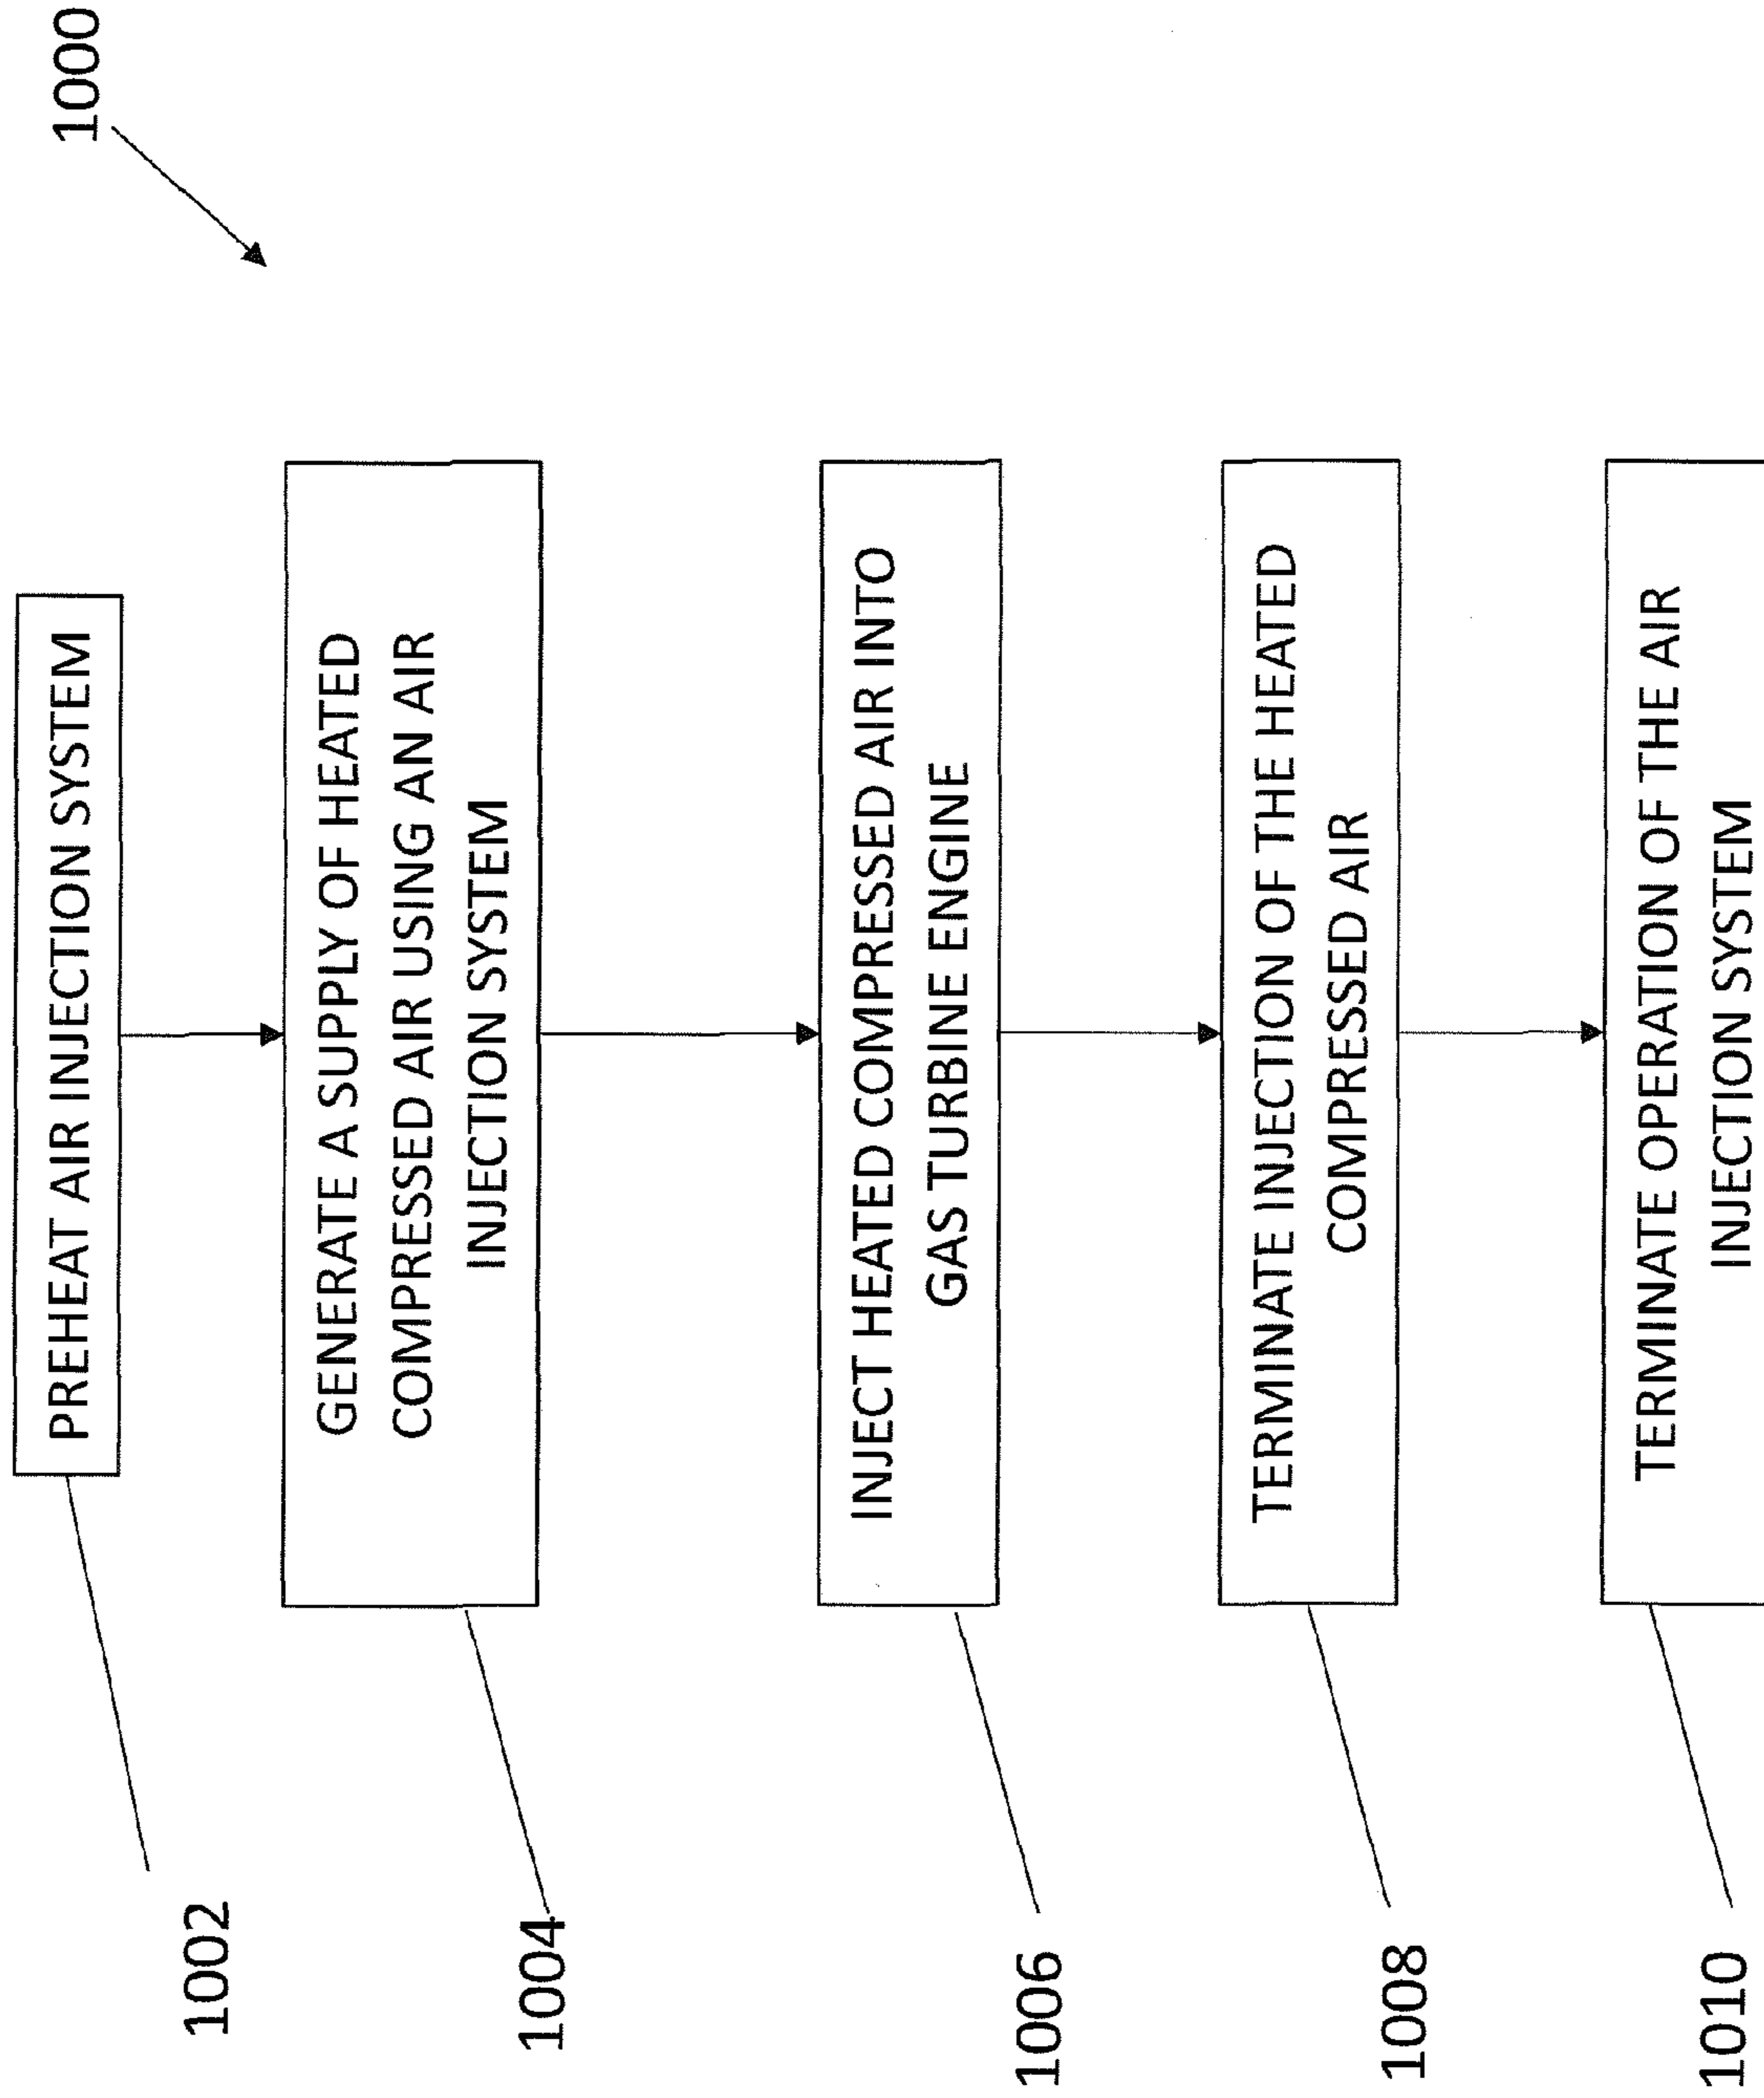 1000
1002
PREHEAT AIR INJECTION SYSTEM
1004
GENERATE A SUPPLY OF HEATED
COMPRESSED AIR USING AN AIR
INJECTION SYSTEM
1006
INJECT HEATED COMPRESSED AIR INTO
GAS TURBINE ENGINE
1008
TERMINATE INJECTION OF THE HEATED
COMPRESSED AIR
1010
TERMINATE OPERATION OF THE AIR
INJECTION SYSTEM